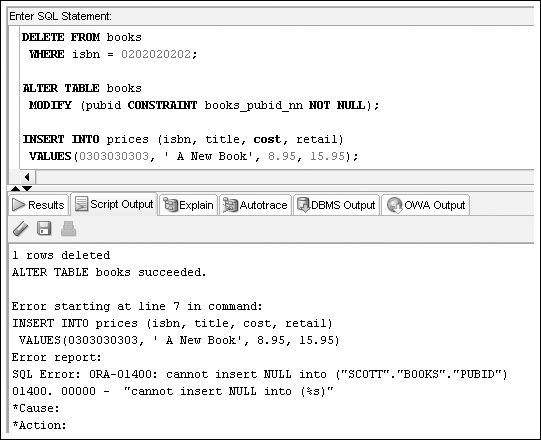 Enter SQL Statement:
DELETE FROM books
WHERE isbn = 0202020202;
ALTER TABLE books
MODIFY (pubid CONSTRAINT books_pubid_nn NOT NULL);
INSERT INTO prices (isbn, title, cost, retail)
VALUES(0303030303, ' A New Book', 8.95, 15.95);
Results Script Output Explain Autotrace DBMS Output OWA Output
1 rows deleted
ALTER TABLE books succeeded.
Error starting at line 7 in command:
INSERT INTO prices (isbn, title, cost, retail)
VALUES(0303030303, ' A New Book', 8.95, 15.95)
Error report:
SQL Error: ORA-01400: cannot insert NULL into ("SCOTT"."BOOKS"."PUBID")
01400. 00000 - "cannot insert NULL into (%s)"
*Cause:
*Action: